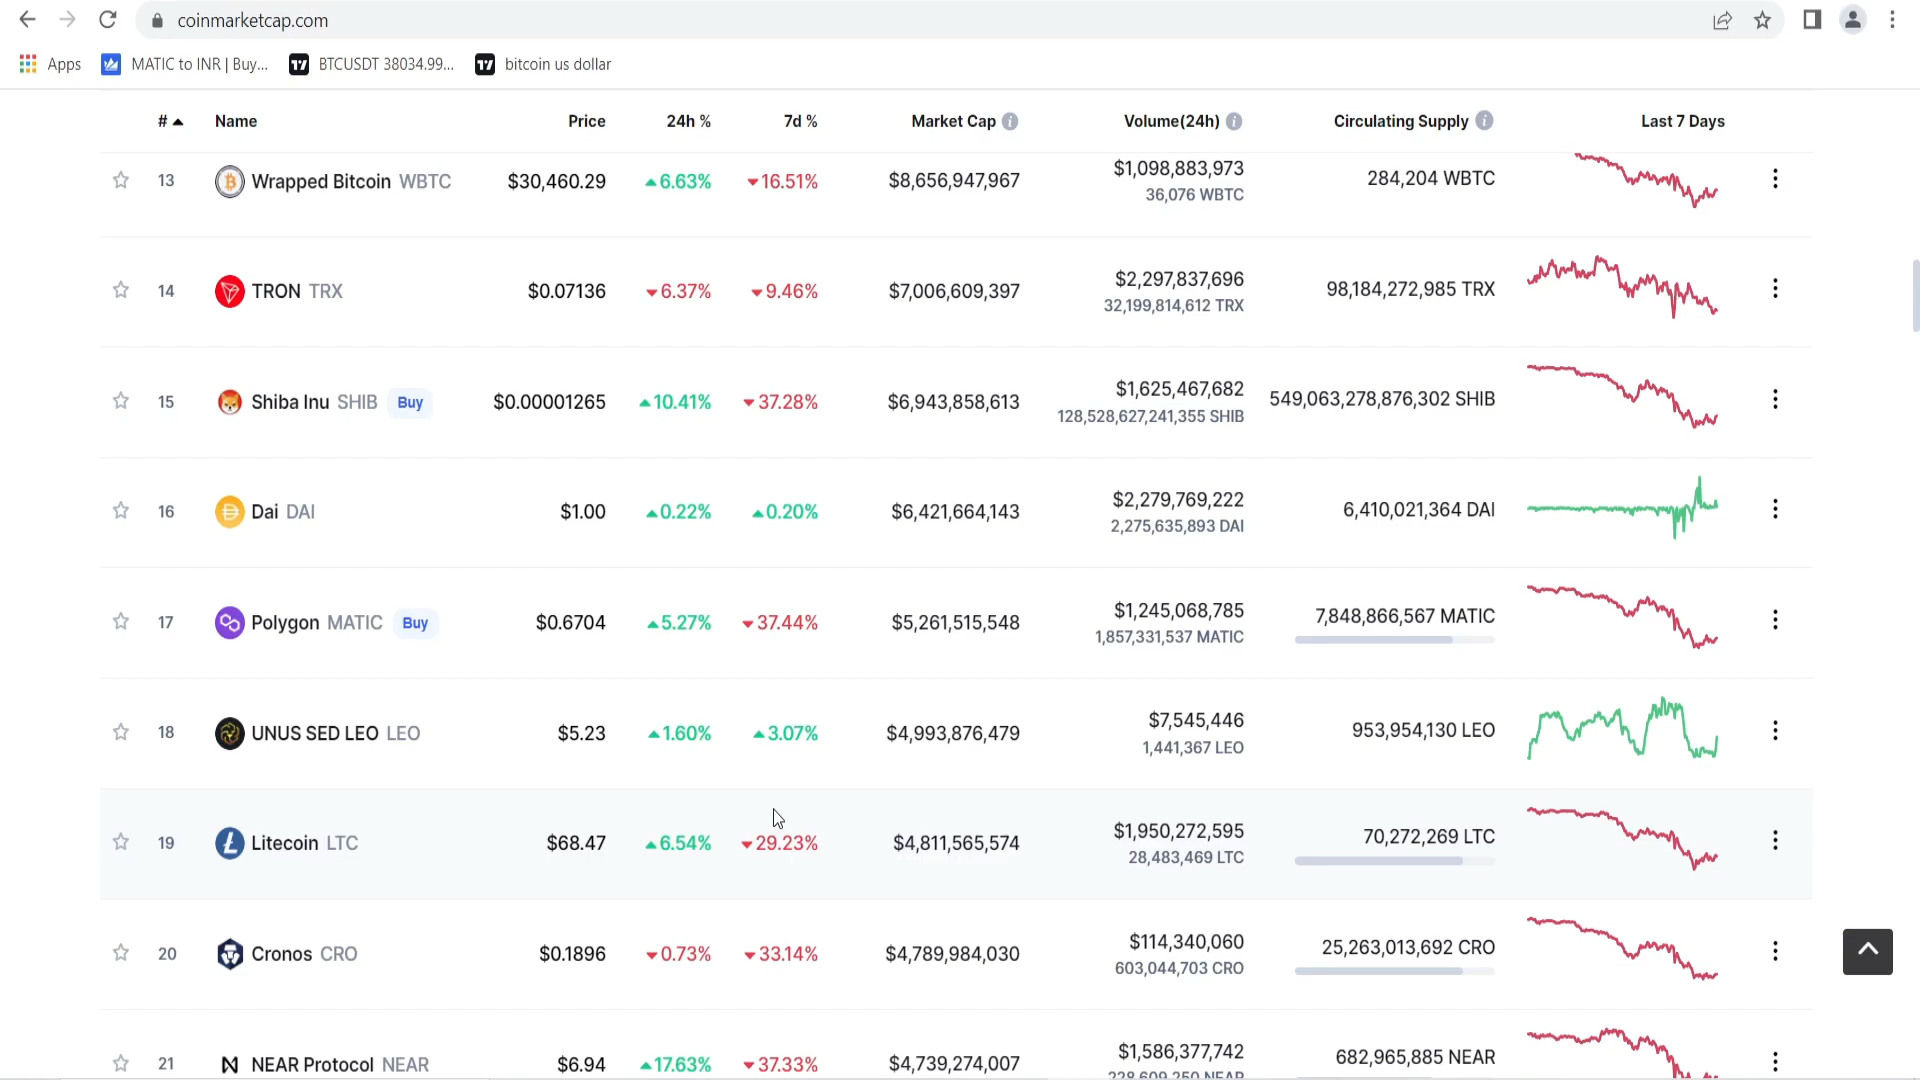 coinmarketcap.com
Apps MATIC to INR | Buy... BTCUSDT 38034.99... bitcoin us dollar
# Name Price 24h % 7d % Market Cap Volume(24h) Circulating Supply Last 7 Days
13 Wrapped Bitcoin WBTC $30,460.29 6.63% 16.51% $8,656,947,967 $1,098,883,973 284,204 WBTC
36,076 WBTC
14 TRON TRX $0.07136 6.37% 9.46% $7,006,609,397 $2,297,837,696 98,184,272,985 TRX
32,199,814,612 TRX
15 Shiba Inu SHIB Buy $0.00001265 10.41% 37.28% $6,943,858,613 $1,625,467,682 549,063,278,876,302 SHIB
128,528,627,241,355 SHIB
16 Dai DAI $1.00 0.22% 0.20% $6,421,664,143 $2,279,769,222 6,410,021,364 DAI
2,275,635,893 DAI
17 Polygon MATIC Buy $0.6704 5.27% 37.44% $5,261,515,548 $1,245,068,785 7,848,866,567 MATIC
1,857,331,537 MATIC
18 UNUS SED LEO LEO $5.23 1.60% 3.07% $4,993,876,479 $7,545,446 953,954,130 LEO
1,441,367 LEO
19 Litecoin LTC $68.47 6.54% 29.23% $4,811,565,574 $1,950,272,595 70,272,269 LTC
28,483,469 LTC
20 Cronos CRO $0.1896 0.73% 33.14% $4,789,984,030 $114,340,060 25,263,013,692 CRO
603,044,703 CRO
21 NEAR Protocol NEAR $6.94 17.63% 37.33% $4,739,274,007 $1,586,377,742 682,965,885 NEAR
228,609,250 NEAR